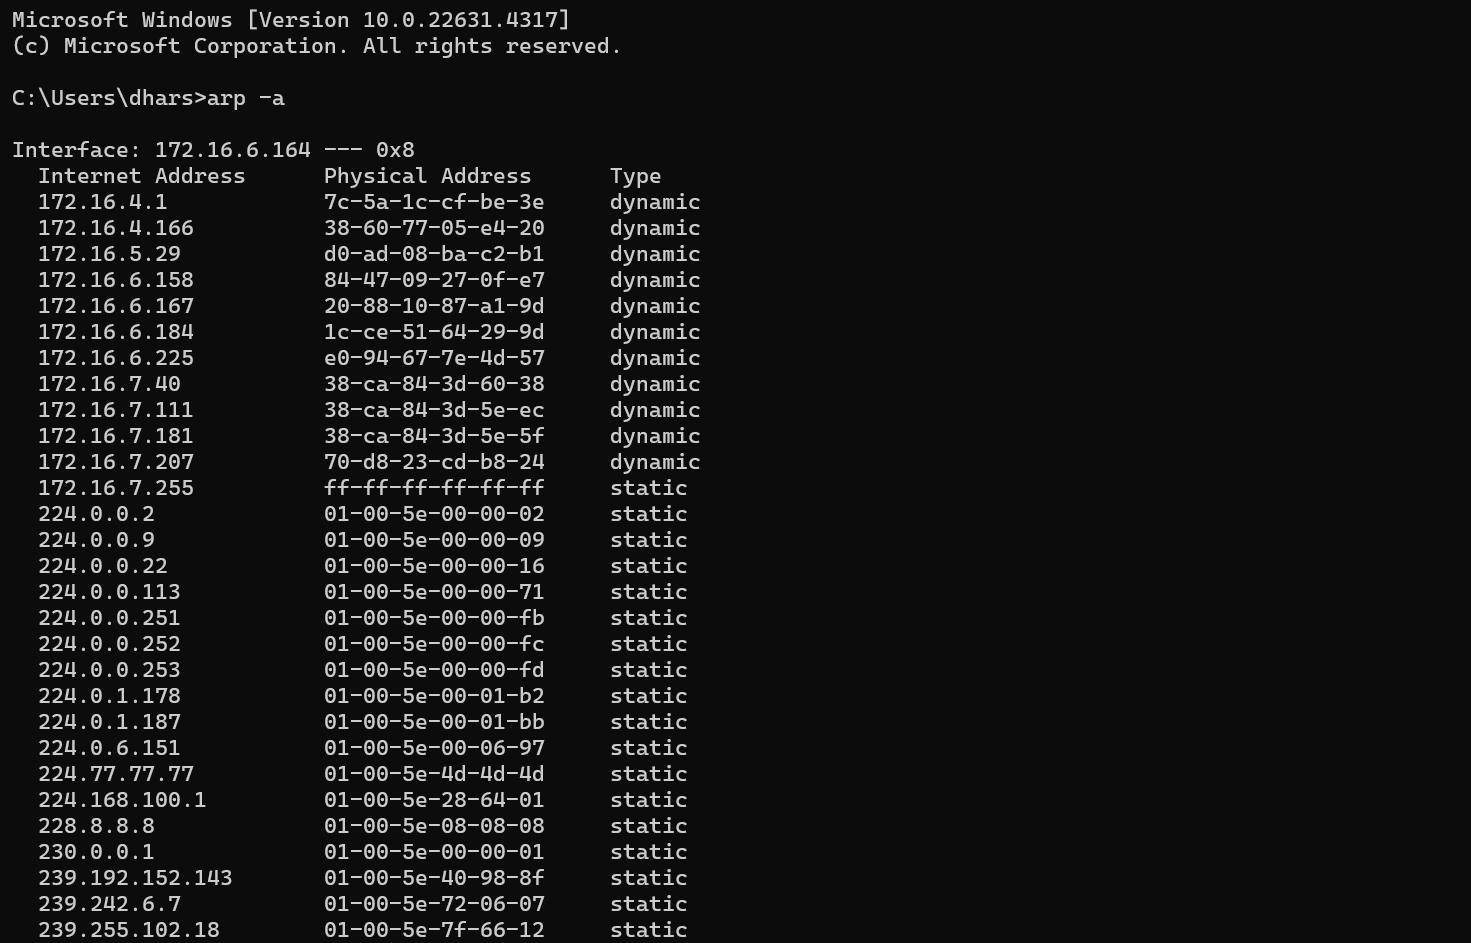 Microsoft Windows [Version 10.0.22631.4317]
(c) Microsoft Corporation. All rights reserved.
C:\Users\dhars>arp -a
Interface: 172.16.6.164 --- 0x8
Internet Address Physical Address Type
172.16.4.1 7c-5a-1c-cf-be-3e dynamic
172.16.4.166 38-60-77-05-e4-20 dynamic
172.16.5.29 d0-ad-08-ba-c2-b1 dynamic
172.16.6.158 84-47-09-27-0f-e7 dynamic
172.16.6.167 20-88-10-87-a1-9d dynamic
172.16.6.184 1c-ce-51-64-29-9d dynamic
172.16.6.225 e0-94-67-7e-4d-57 dynamic
172.16.7.40 38-ca-84-3d-60-38 dynamic
172.16.7.111 38-ca-84-3d-5e-ec dynamic
172.16.7.181 38-ca-84-3d-5e-5f dynamic
172.16.7.207 70-d8-23-cd-b8-24 dynamic
172.16.7.255 ff-ff-ff-ff-ff-ff static
224.0.0.2 01-00-5e-00-00-02 static
224.0.0.9 01-00-5e-00-00-09 static
224.0.0.22 01-00-5e-00-00-16 static
224.0.0.113 01-00-5e-00-00-71 static
224.0.0.251 01-00-5e-00-00-fb static
224.0.0.252 01-00-5e-00-00-fc static
224.0.0.253 01-00-5e-00-00-fd static
224.0.1.178 01-00-5e-00-01-b2 static
224.0.1.187 01-00-5e-00-01-bb static
224.0.6.151 01-00-5e-00-06-97 static
224.77.77.77 01-00-5e-4d-4d-4d static
224.168.100.1 01-00-5e-28-64-01 static
228.8.8.8 01-00-5e-08-08-08 static
230.0.0.1 01-00-5e-00-00-01 static
239.192.152.143 01-00-5e-40-98-8f static
239.242.6.7 01-00-5e-72-06-07 static
239.255.102.18 01-00-5e-7f-66-12 static